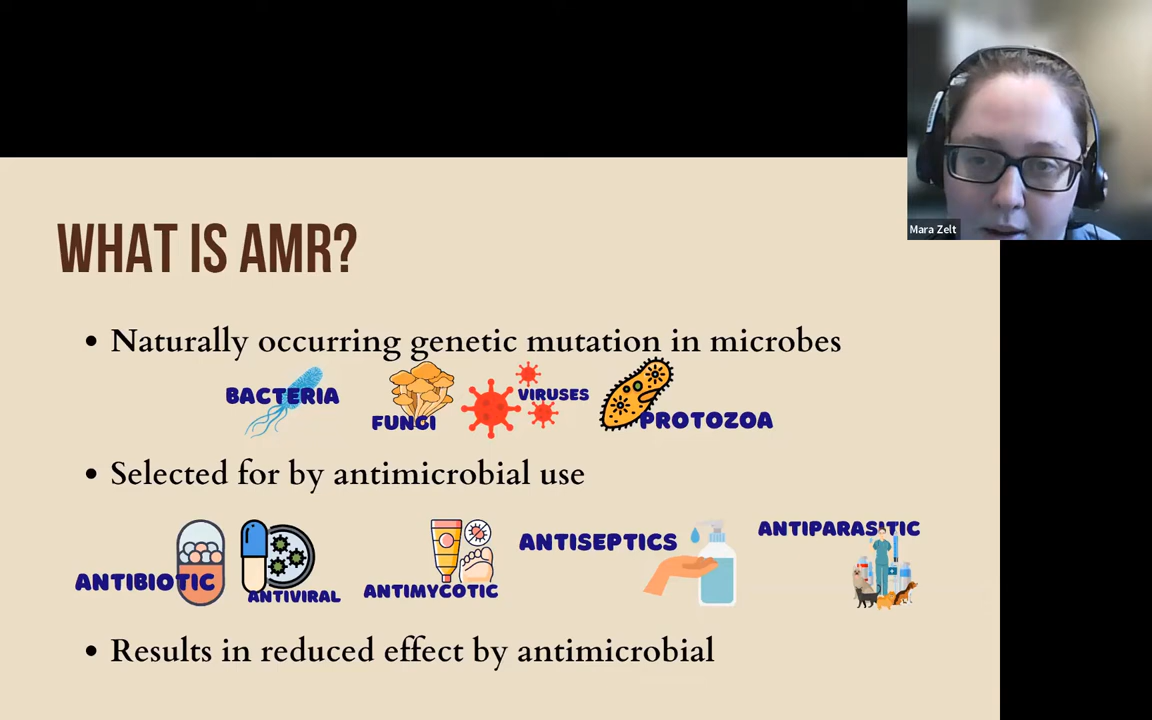 Mara Zelt
WHAT IS AMR?
• Naturally occurring genetic mutation in microbes
BACTERIA
FUNGI
VIRUSES
PROTOZOA
• Selected for by antimicrobial use
ANTIBIOTIC
ANTIVIRAL
ANTIMYCOTIC
ANTISEPTICS
ANTIPARASITIC
• Results in reduced effect by antimicrobial